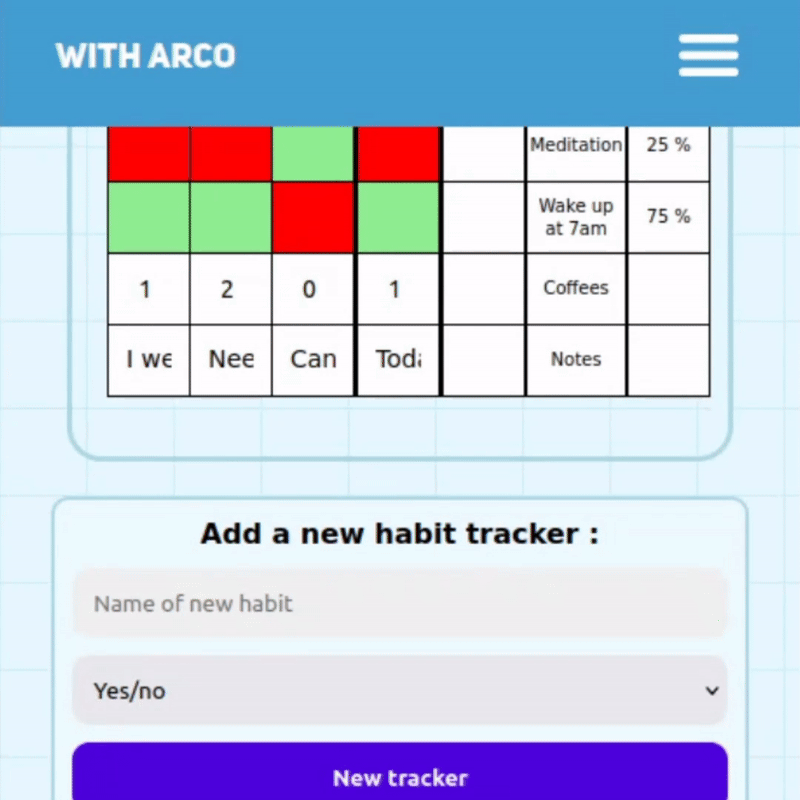 WITH ARCO
Meditation 25 %
Wake up at 7am 75 %
1 2 0 1 Coffees
I we Nee Can Toda Notes
Add a new habit tracker :
Name of new habit
Yes/no
New tracker